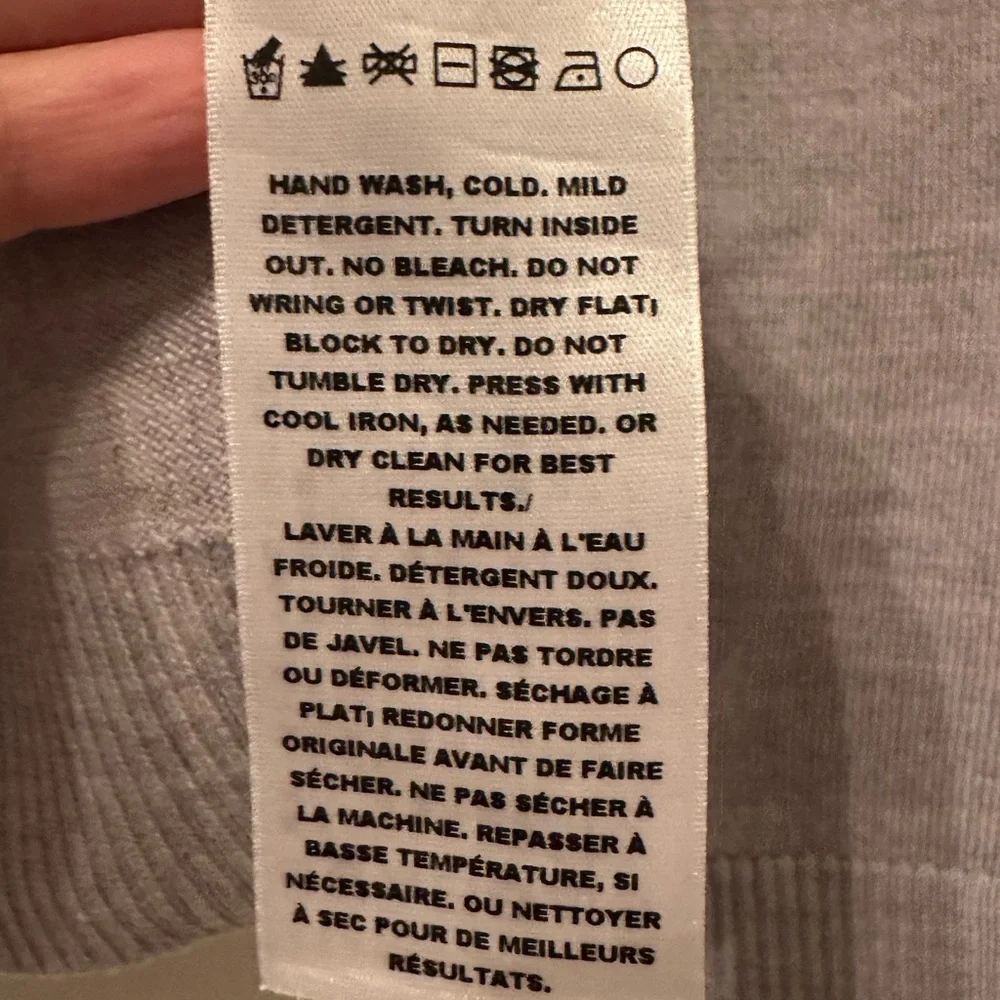 30°
HAND WASH, COLD. MILD
DETERGENT. TURN INSIDE
OUT. NO BLEACH. DO NOT
WRING OR TWIST. DRY FLAT;
BLOCK TO DRY. DO NOT
TUMBLE DRY. PRESS WITH
COOL IRON, AS NEEDED. OR
DRY CLEAN FOR BEST
RESULTS./
LAVER À LA MAIN À L'EAU
FROIDE. DÉTERGENT DOUX.
TOURNER À L'ENVERS. PAS
DE JAVEL. NE PAS TORDRE
OU DÉFORMER. SÉCHAGE À
PLAT; REDONNER FORME
ORIGINALE AVANT DE FAIRE
SÉCHER. NE PAS SÉCHER À
LA MACHINE. REPASSER À
BASSE TEMPÉRATURE, SI
NÉCESSAIRE. OU NETTOYER
À SEC POUR DE MEILLEURS
RÉSULTATS.